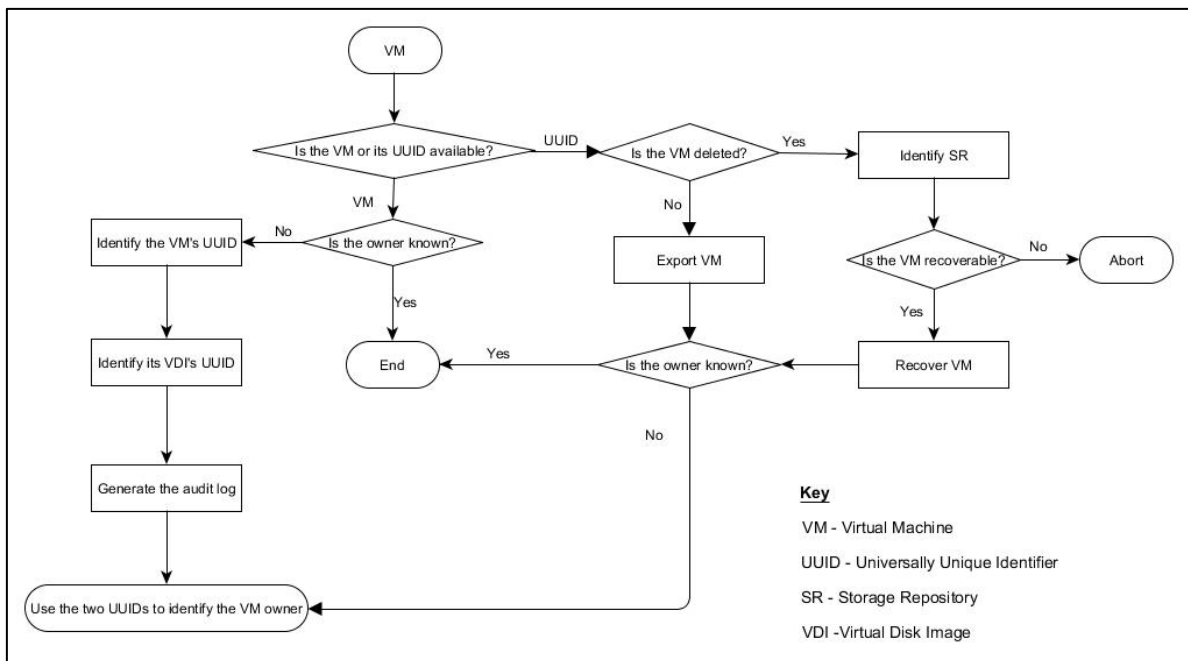 VM
Is the VM or its UUID available?
UUID
Is the VM deleted?
Yes
Identify SR
VM
No
Identify the VM's UUID
No
Is the owner known?
Export VM
Is the VM recoverable?
No
Abort
Yes
Yes
Identify its VDI's UUID
End
Yes
Is the owner known?
Recover VM
No
Generate the audit log
Use the two UUIDs to identify the VM owner
Key
VM - Virtual Machine
UUID - Universally Unique Identifier
SR - Storage Repository
VDI -Virtual Disk Image